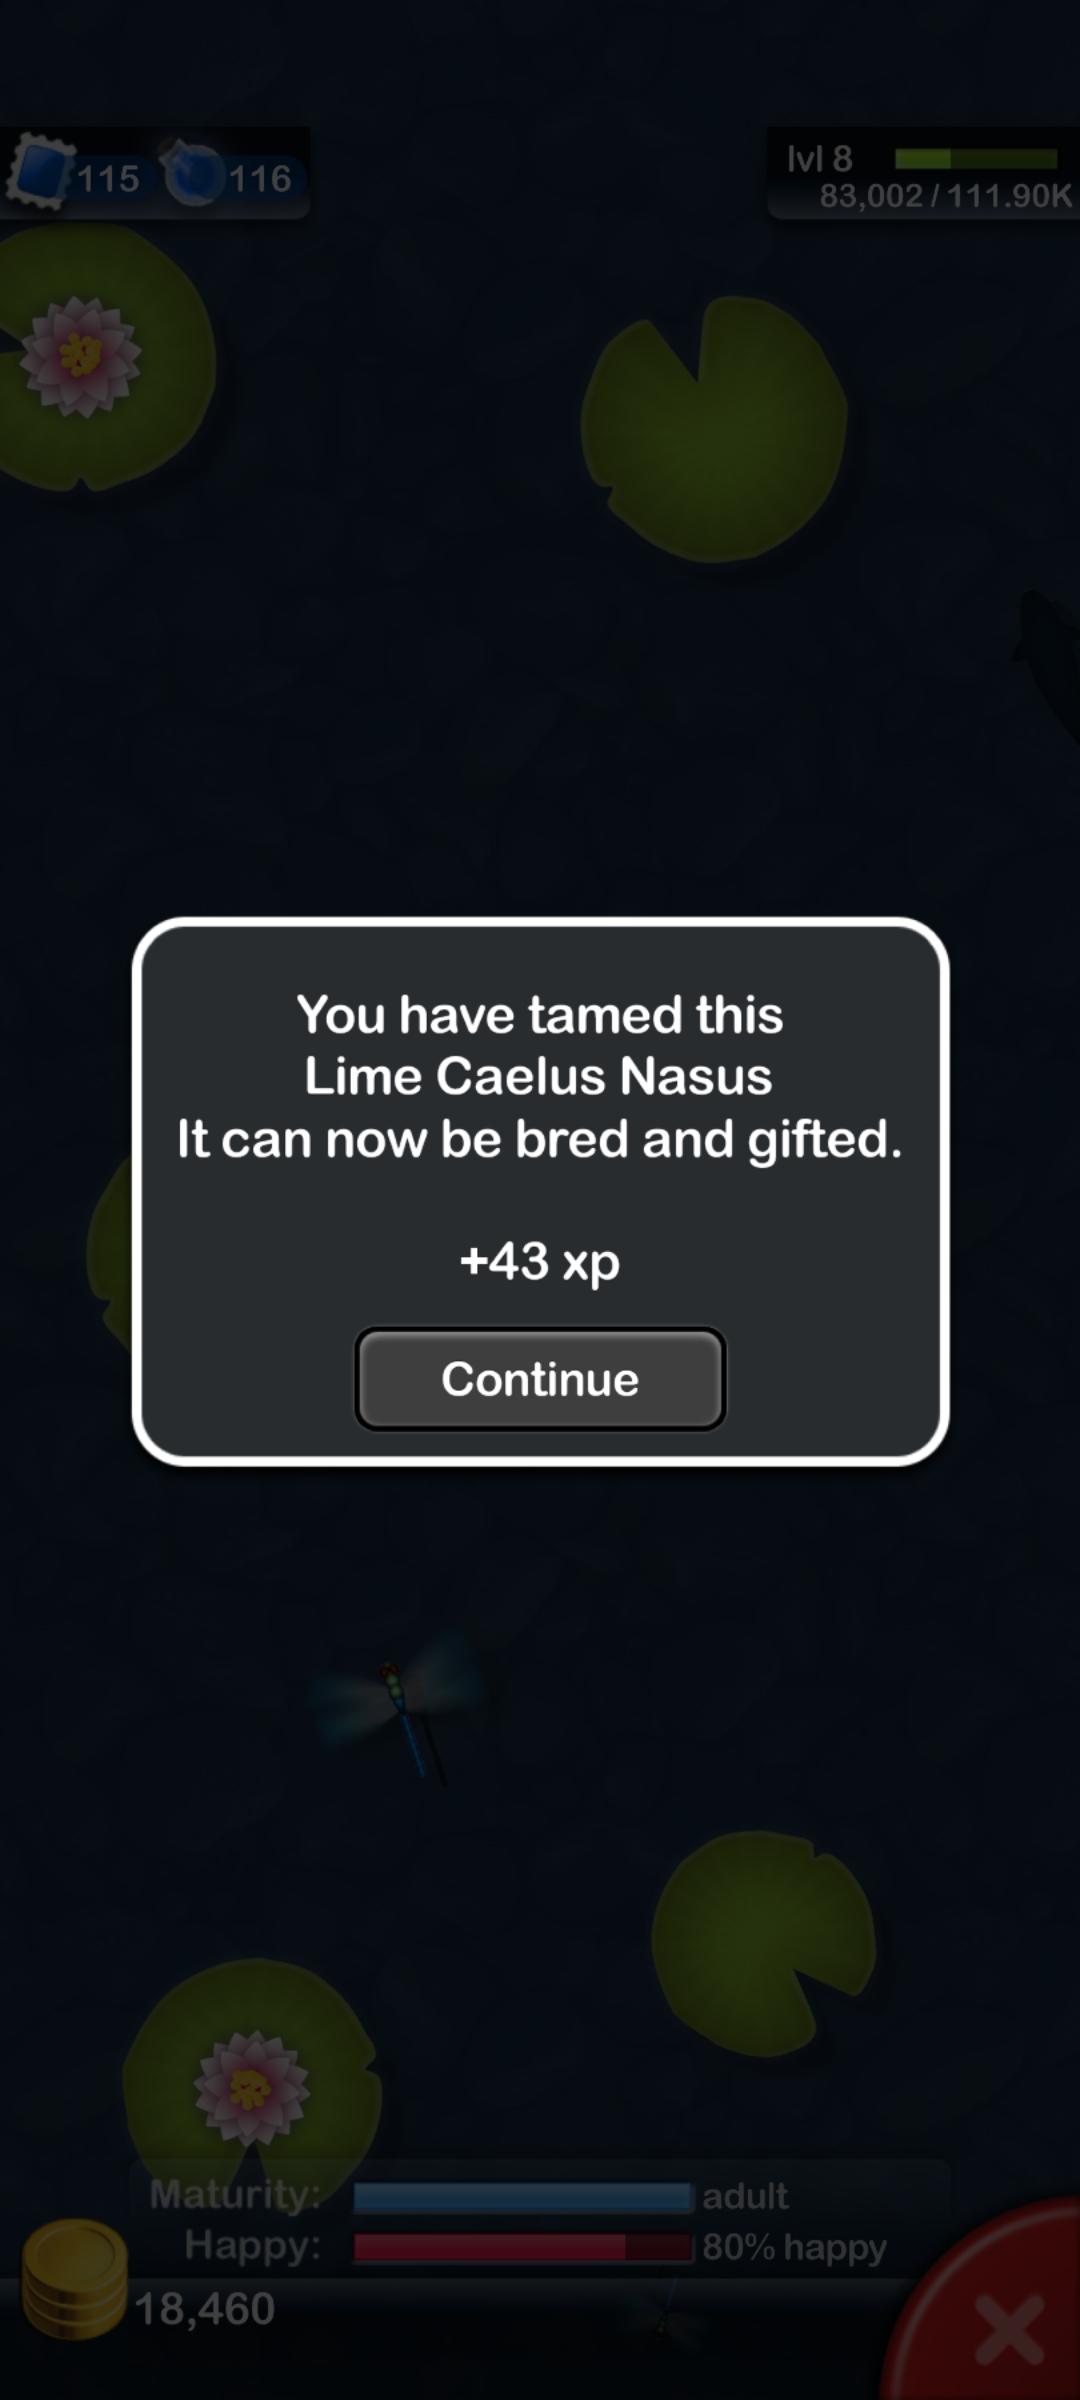 115
116
lvl 8
83,002 / 111.90K
You have tamed this
Lime Caelus Nasus
It can now be bred and gifted.
+43 xp
Continue
Maturity: adult
Happy: 80% happy
18,460